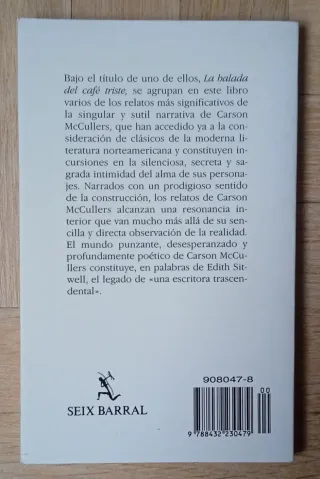 Bajo el título de uno de ellos, La balada
del café triste, se agrupan en este libro
varios de los relatos más significativos de
la singular y sutil narrativa de Carson
McCullers, que han accedido ya a la
consideración de clásicos de la moderna li-
teratura norteamericana y constituyen in-
cursiones en la silenciosa, secreta y sa-
grada intimidad del alma de sus persona-
jes. Narrados con un prodigioso sentido
de la construcción, los relatos de Carson
McCullers alcanzan una resonancia in-
terior que van mucho más allá de su sen-
cilla y directa observación de la realidad.
El mundo punzante, desesperanzado y
profundamente poético de Carson McCu-
llers constituye, en palabras de Edith Sit-
well, el legado de «una escritora trascen-
dental».
SEIX BARRAL
908047-8
00
9 788432 230479